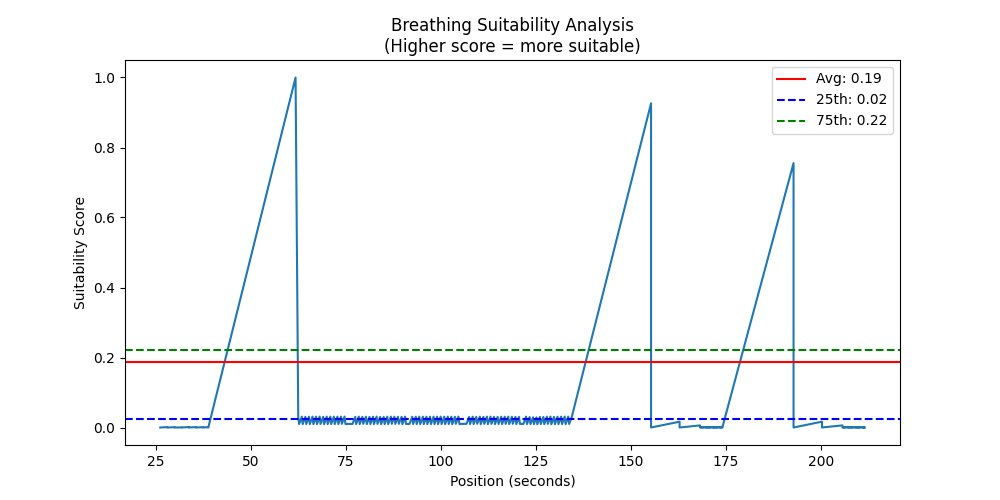 Breathing Suitability Analysis
(Higher score = more suitable)
Avg: 0.19
25th: 0.02
75th: 0.22
Suitability Score
1.0
0.8
0.6
0.4
0.2
0.0
25
50
75
100
125
150
175
200
Position (seconds)